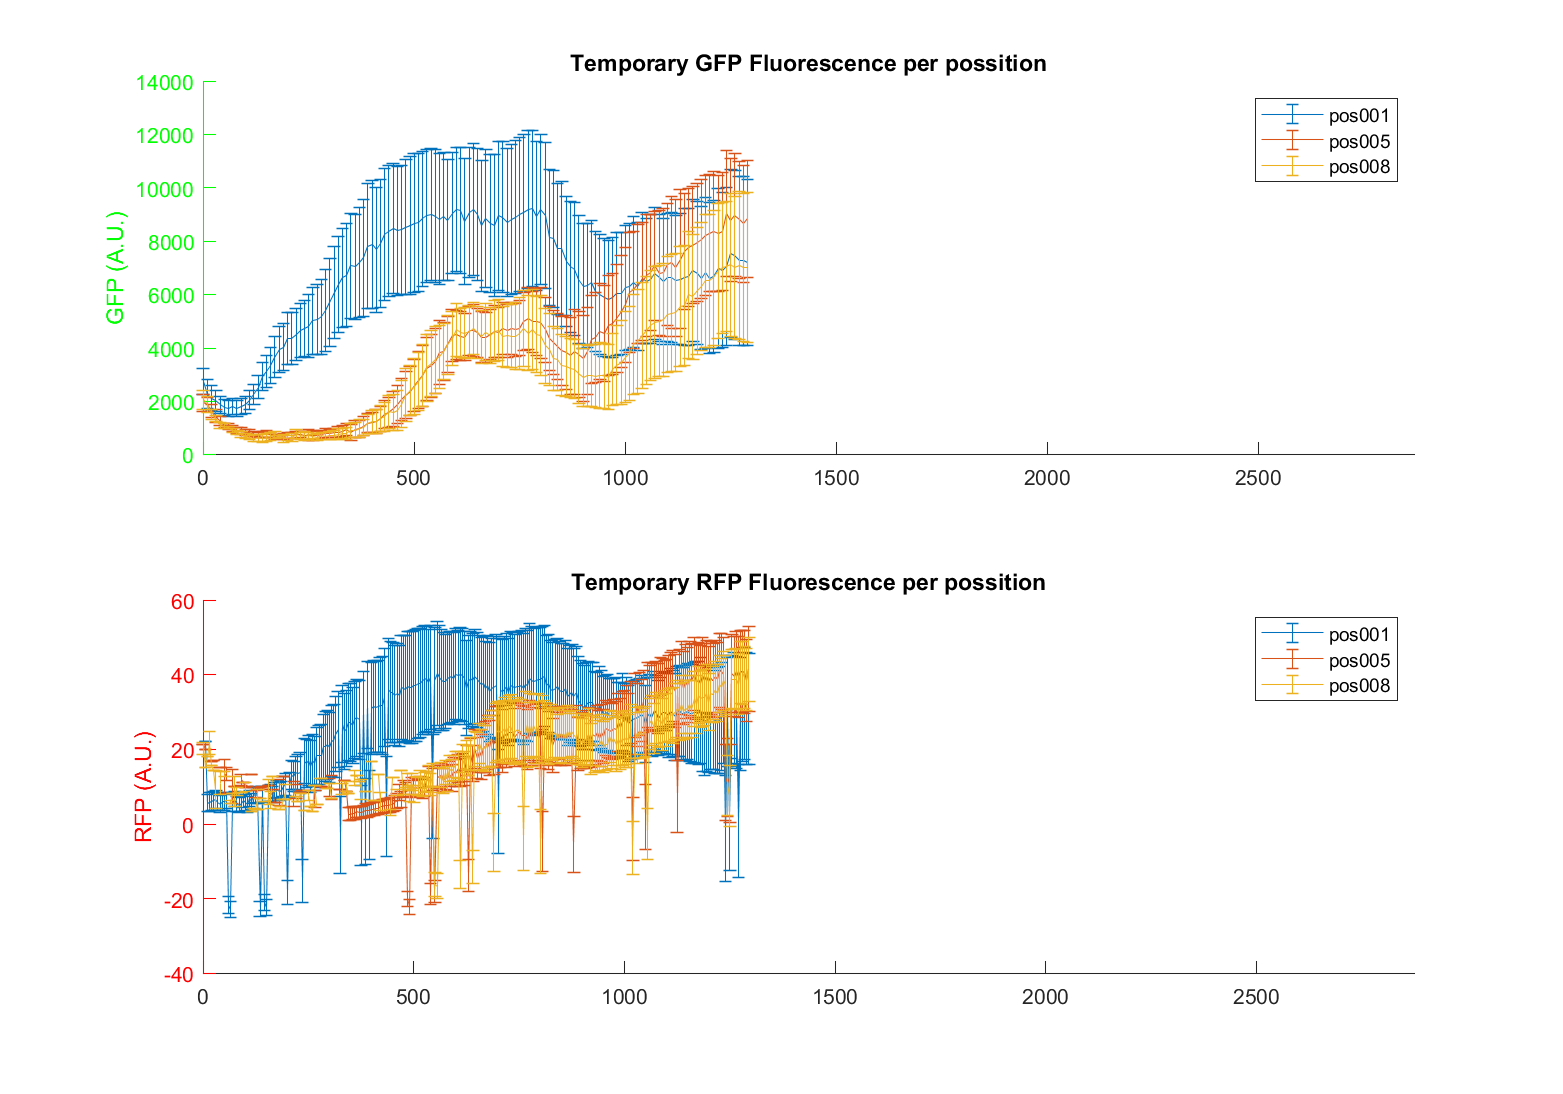 Temporary GFP Fluorescence per possition
14000
12000
10000
8000
6000
4000
2000
0
GFP (A.U.)
pos001
pos005
pos008
0 500 1000 1500 2000 2500
Temporary RFP Fluorescence per possition
60
40
20
0
-20
-40
RFP (A.U.)
pos001
pos005
pos008
0 500 1000 1500 2000 2500